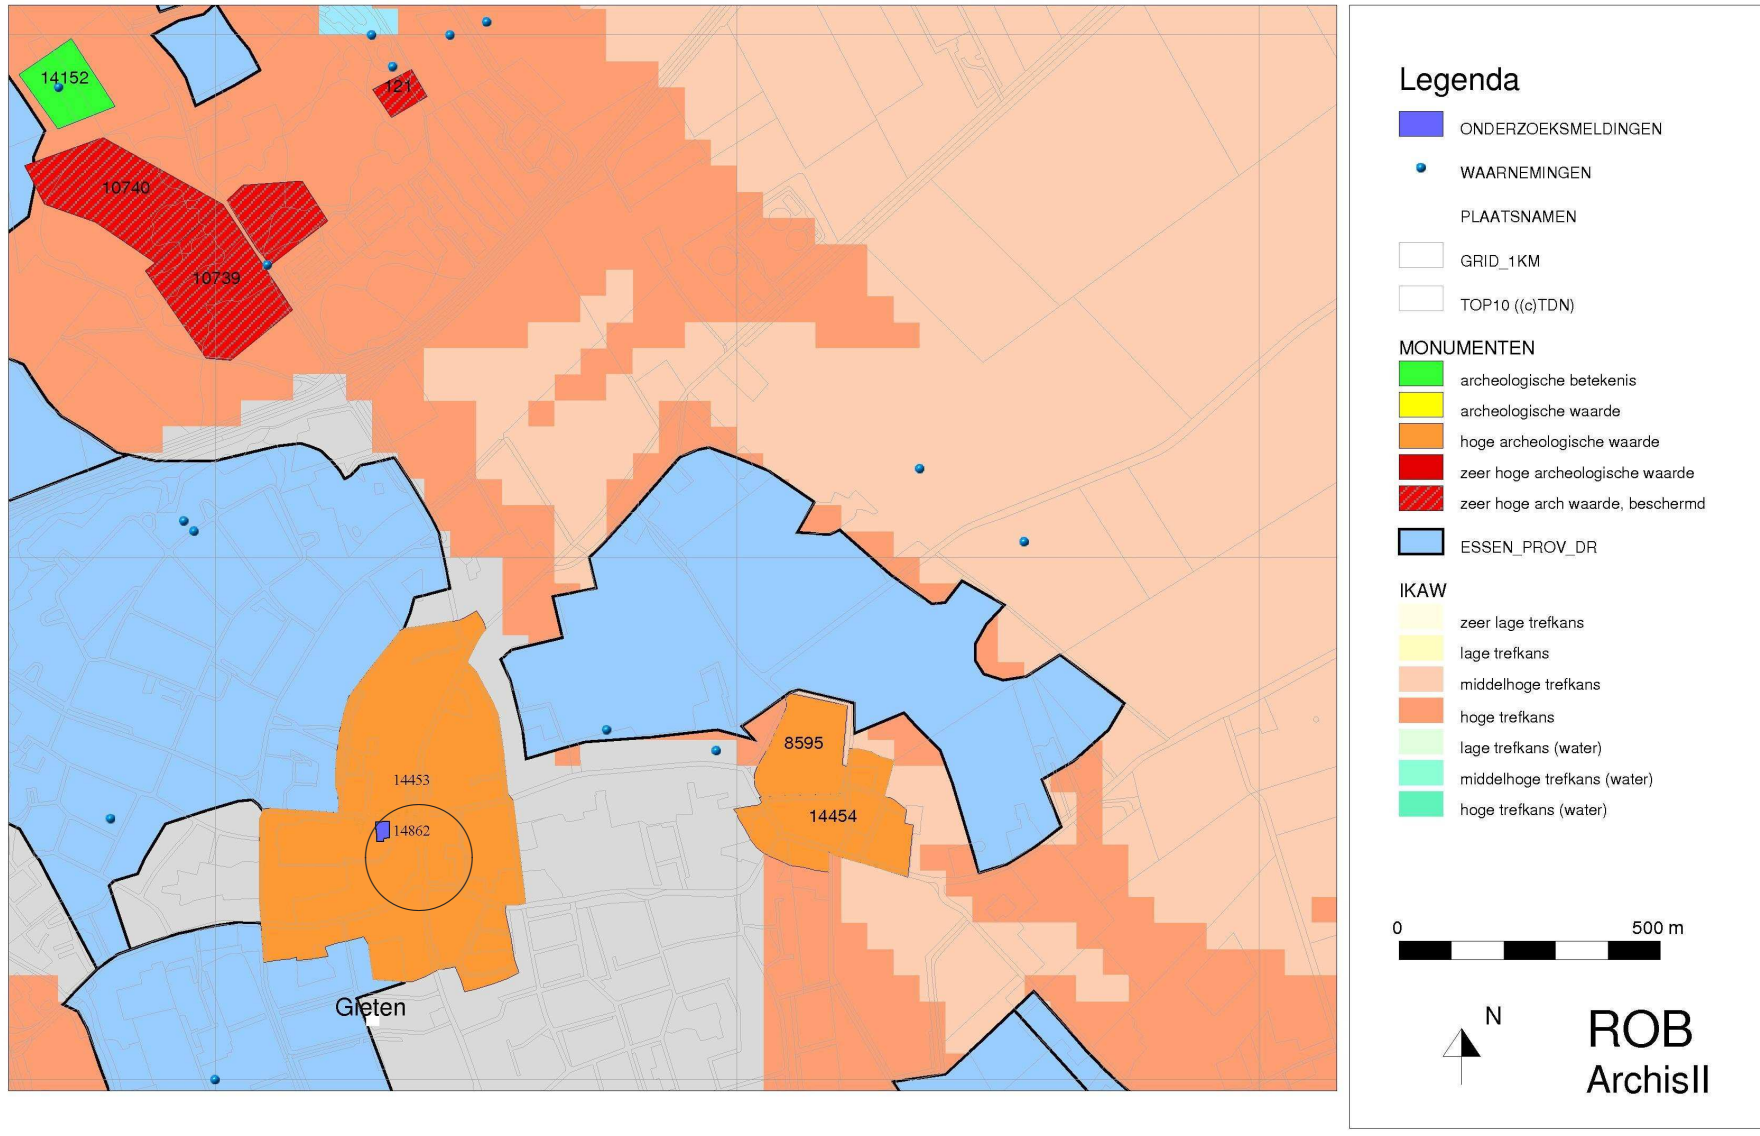 14152
121
10740
10739
14453
14862
8595
14454
Gieten
Legenda
ONDERZOEKSMELDINGEN
WAARNEMINGEN
PLAATSNAMEN
GRID_1KM
TOP10 ((c)TDN)
MONUMENTEN
archeologische betekenis
archeologische waarde
hoge archeologische waarde
zeer hoge archeologische waarde
zeer hoge arch waarde, beschermd
ESSEN_PROV_DR
IKAW
zeer lage trefkans
lage trefkans
middelhoge trefkans
hoge trefkans
lage trefkans (water)
middelhoge trefkans (water)
hoge trefkans (water)
0 500 m
N
ROB
ArchisII